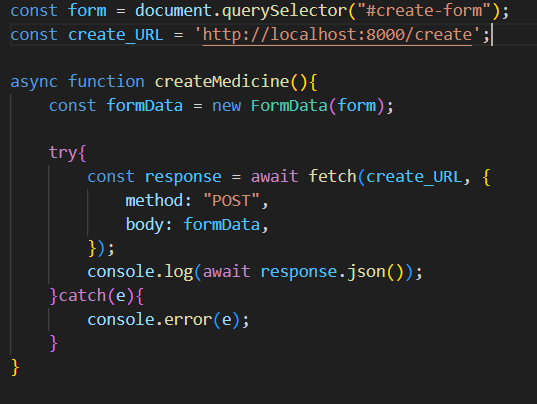 const form = document.querySelector("#create-form");
const create_URL = 'http://localhost:8000/create';
async function createMedicine(){
const formData = new FormData(form);
try{
const response = await fetch(create_URL, {
method: "POST",
body: formData,
});
console.log(await response.json());
}catch(e){
console.error(e);
}
}